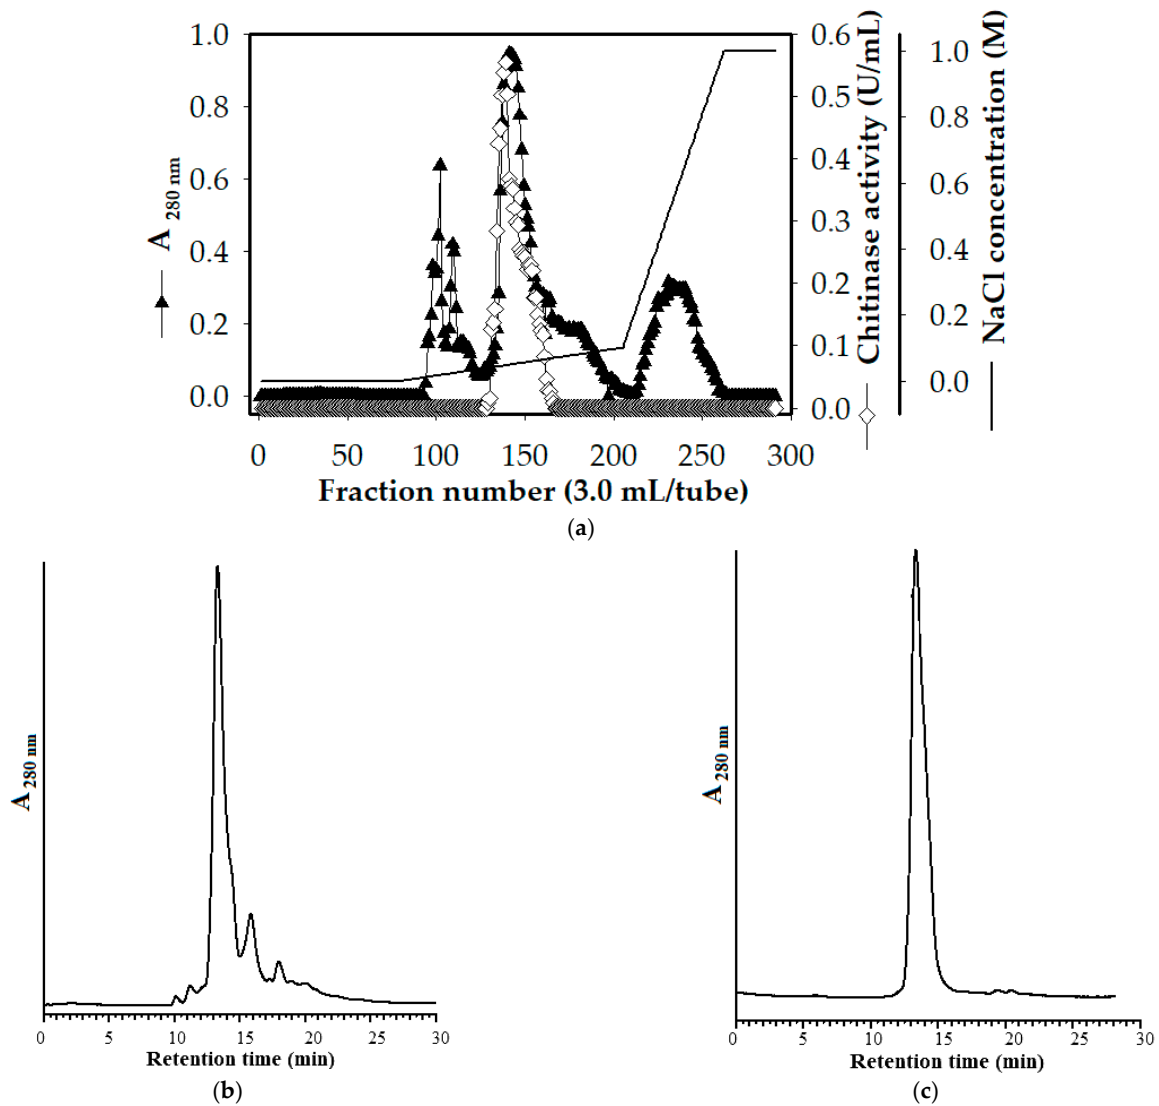 1.0
0.8
0.6
0.4
0.2
0.0
A 280 nm
0.6
0.5
0.4
0.3
0.2
0.1
0.0
Chitinase activity (U/mL)
1.0
0.8
0.6
0.4
0.2
0.0
NaCl concentration (M)
0 50 100 150 200 250 300
Fraction number (3.0 mL/tube)
(a)
A 280 nm
0 5 10 15 20 25 30
Retention time (min)
(b)
A 280 nm
0 5 10 15 20 25 30
Retention time (min)
(c)